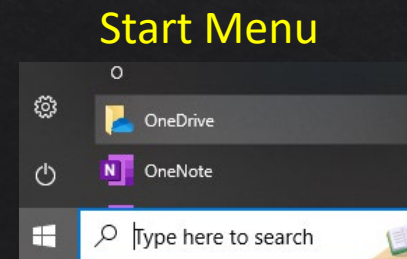 Start Menu
O
OneDrive
N OneNote
Type here to search